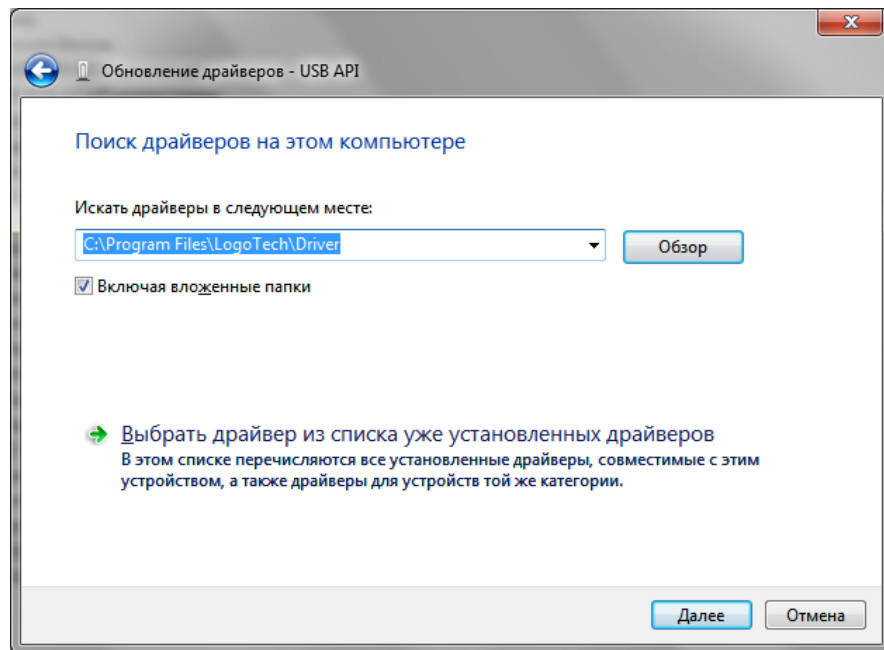 Обновление драйверов - USB API
Поиск драйверов на этом компьютере
Искать драйверы в следующем месте:
C:\Program Files\LogoTech\Driver
Обзор
Включая вложенные папки
Выбрать драйвер из списка уже установленных драйверов
В этом списке перечисляются все установленные драйверы, совместимые с этим
устройством, а также драйверы для устройств той же категории.
Далее
Отмена